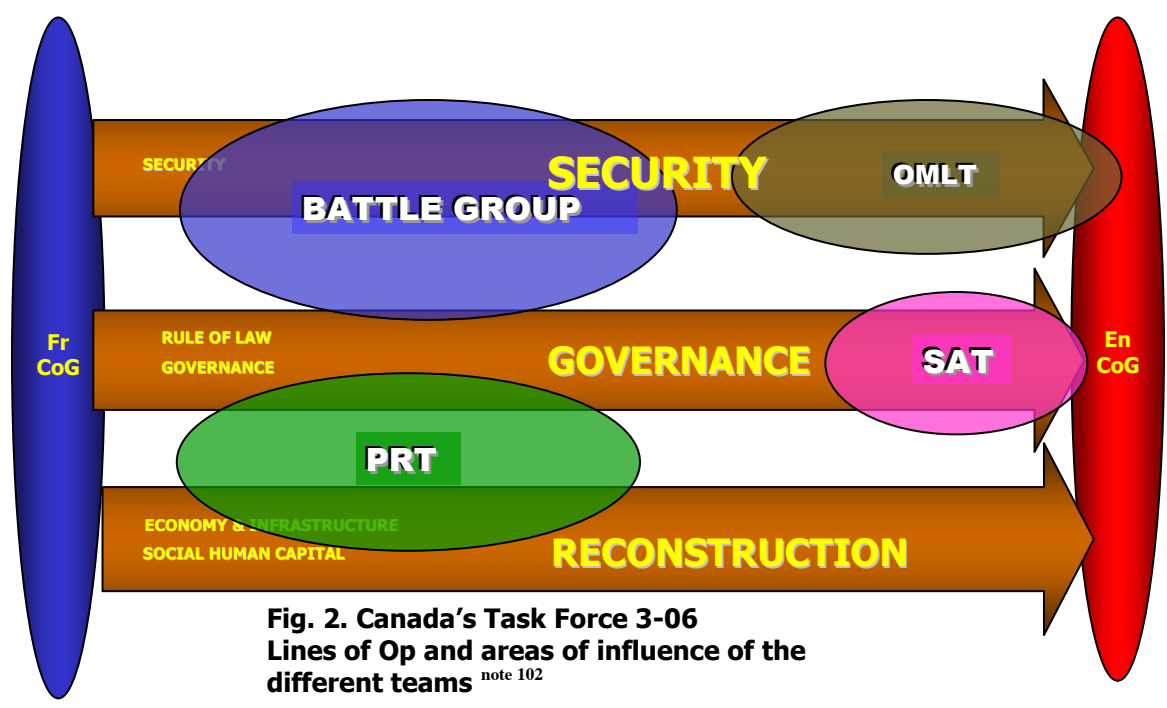 Fr
CoG
SECURITY
SECURITY
BATTLE GROUP
OMLT
RULE OF LAW
GOVERNANCE
GOVERNANCE
SAT
En
CoG
PRT
ECONOMY & INFRASTRUCTURE
SOCIAL HUMAN CAPITAL
RECONSTRUCTION
Fig. 2. Canada’s Task Force 3-06
Lines of Op and areas of influence of the
different teams note 102